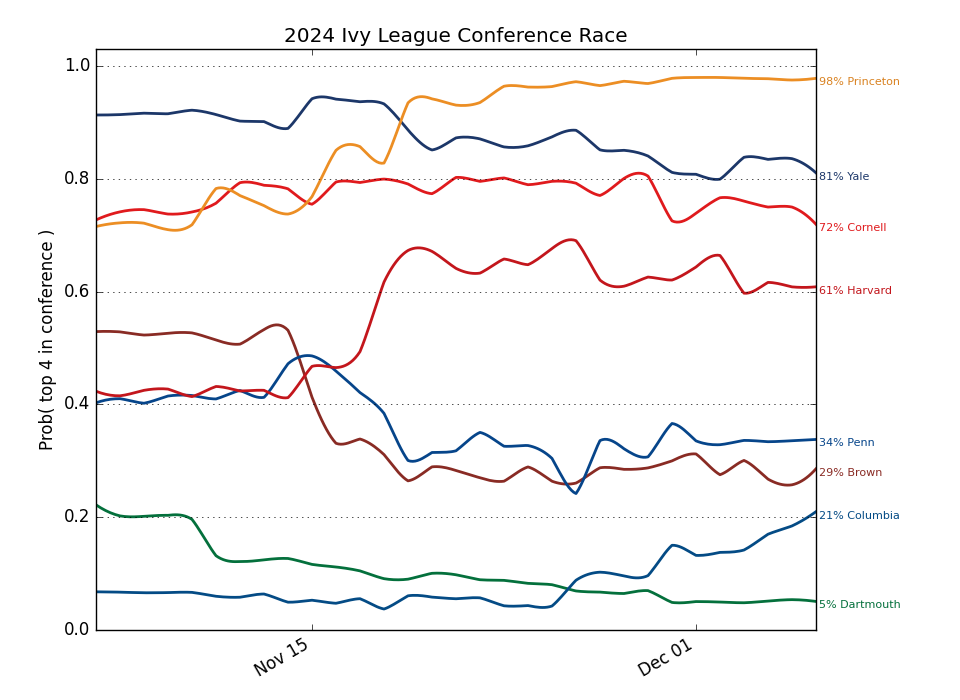 2024 Ivy League Conference Race
Prob( top 4 in conference )
1.0
0.8
0.6
0.4
0.2
0.0
Nov 15
Dec 01
98% Princeton
81% Yale
72% Cornell
61% Harvard
34% Penn
29% Brown
21% Columbia
5% Dartmouth